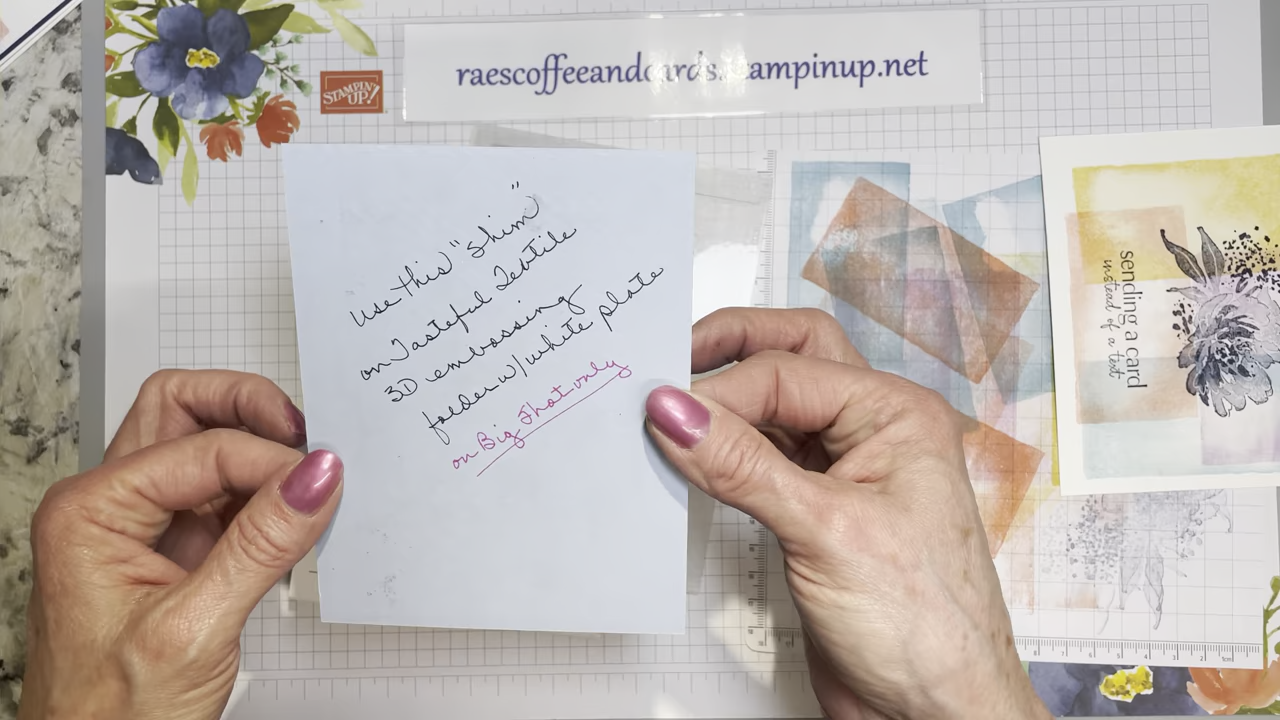 raescoffeeandcards.stampinup.net
STAMPIN' UP!
use this "shim"
on Tasteful Textile
3D embossing
folder w/ white plate
on Big Shot only
sending a card
instead of a text